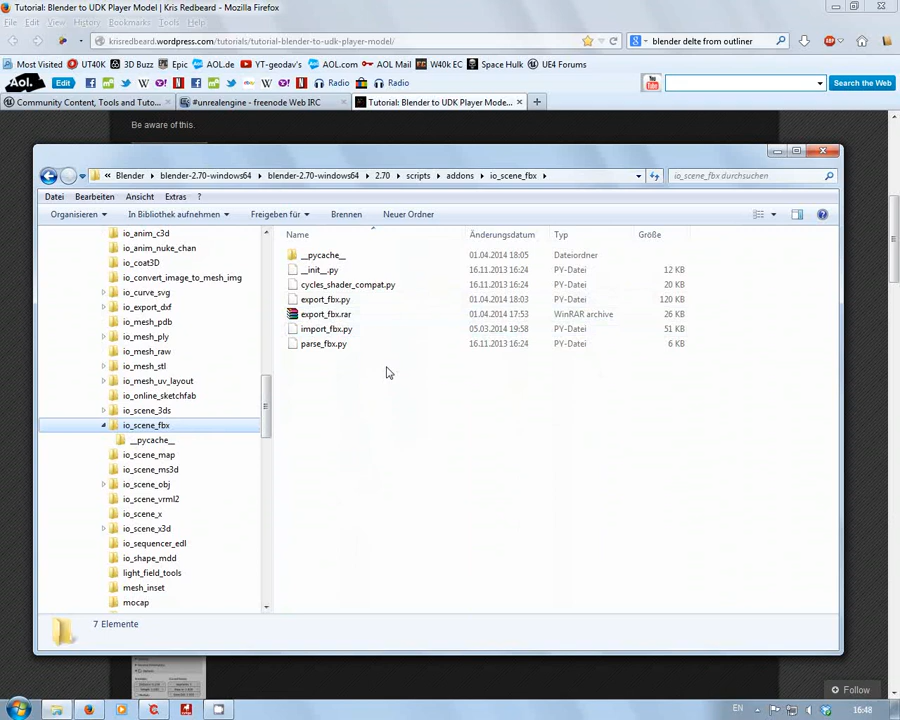 Tutorial: Blender to UDK Player Model | Kris Redbeard - Mozilla Firefox
File Edit View History Bookmarks Tools Help
krisredbeard.wordpress.com/tutorials/tutorial-blender-to-udk-player-model/
blender delte from outliner
Most Visited W40k FD 3D Buzz Epic AOL.de YT-geodav's AOL.com AOL Mail W40K EC Space Hulk UE4 Forums
Aol. Edit Radio Radio You Tube Search the Web
Community Content, Tools and Tuto... #unrealengine - freenode Web IRC Tutorial: Blender to UDK Player Mode...
Be aware of this.
Blender blender-2.70-windows64 blender-2.70-windows64 2.70 scripts addons io_scene_fbx io_scene_fbx durchsuchen
Datei Bearbeiten Ansicht Extras ?
Organisieren In Bibliothek aufnehmen Freigeben für Brennen Neuer Ordner
Name Änderungsdatum Typ Größe
io_anim_c3d
io_anim_nuke_chan
io_coat3D
io_convert_image_to_mesh_img
io_curve_svg
io_export_dxf
io_mesh_pdb
io_mesh_ply
io_mesh_raw
io_mesh_stl
io_mesh_uv_layout
io_online_sketchfab
io_scene_3ds
io_scene_fbx
__pycache__
io_scene_map
io_scene_ms3d
io_scene_obj
io_scene_vrml2
io_scene_x
io_scene_x3d
io_sequencer_edl
io_shape_mdd
light_field_tools
mesh_inset
mocap
__pycache__ 01.04.2014 18:05 Dateiordner
__init__.py 16.11.2013 16:24 PY-Datei 12 KB
cycles_shader_compat.py 16.11.2013 16:24 PY-Datei 20 KB
export_fbx.py 01.04.2014 18:03 PY-Datei 120 KB
export_fbx.rar 01.04.2014 17:53 WinRAR archive 26 KB
import_fbx.py 05.03.2014 19:58 PY-Datei 51 KB
parse_fbx.py 16.11.2013 16:24 PY-Datei 6 KB
7 Elemente
Follow
EN 16:48